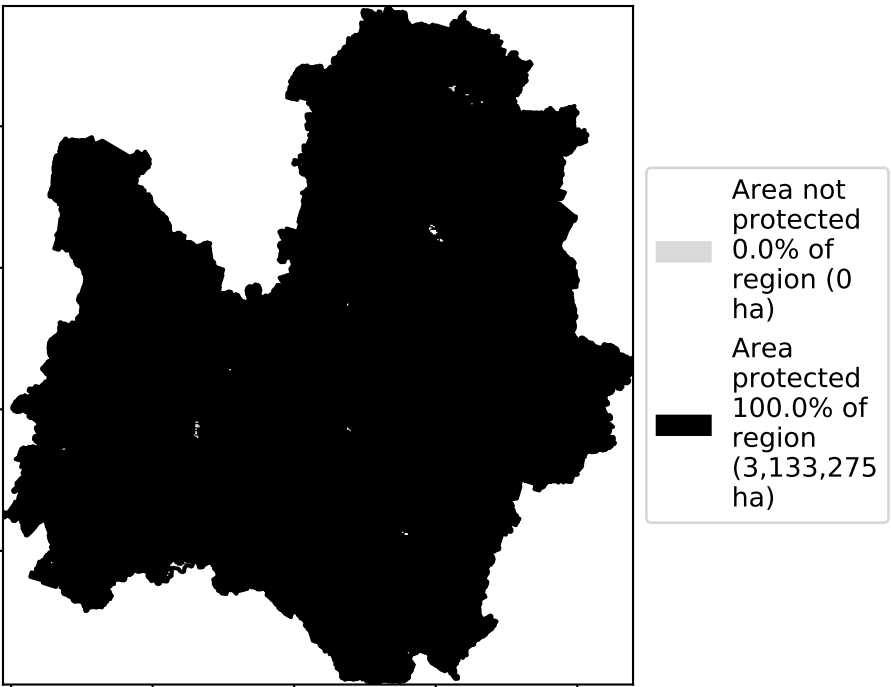 Area not
protected
0.0% of
region (0
ha)
Area
protected
100.0% of
region
(3,133,275
ha)